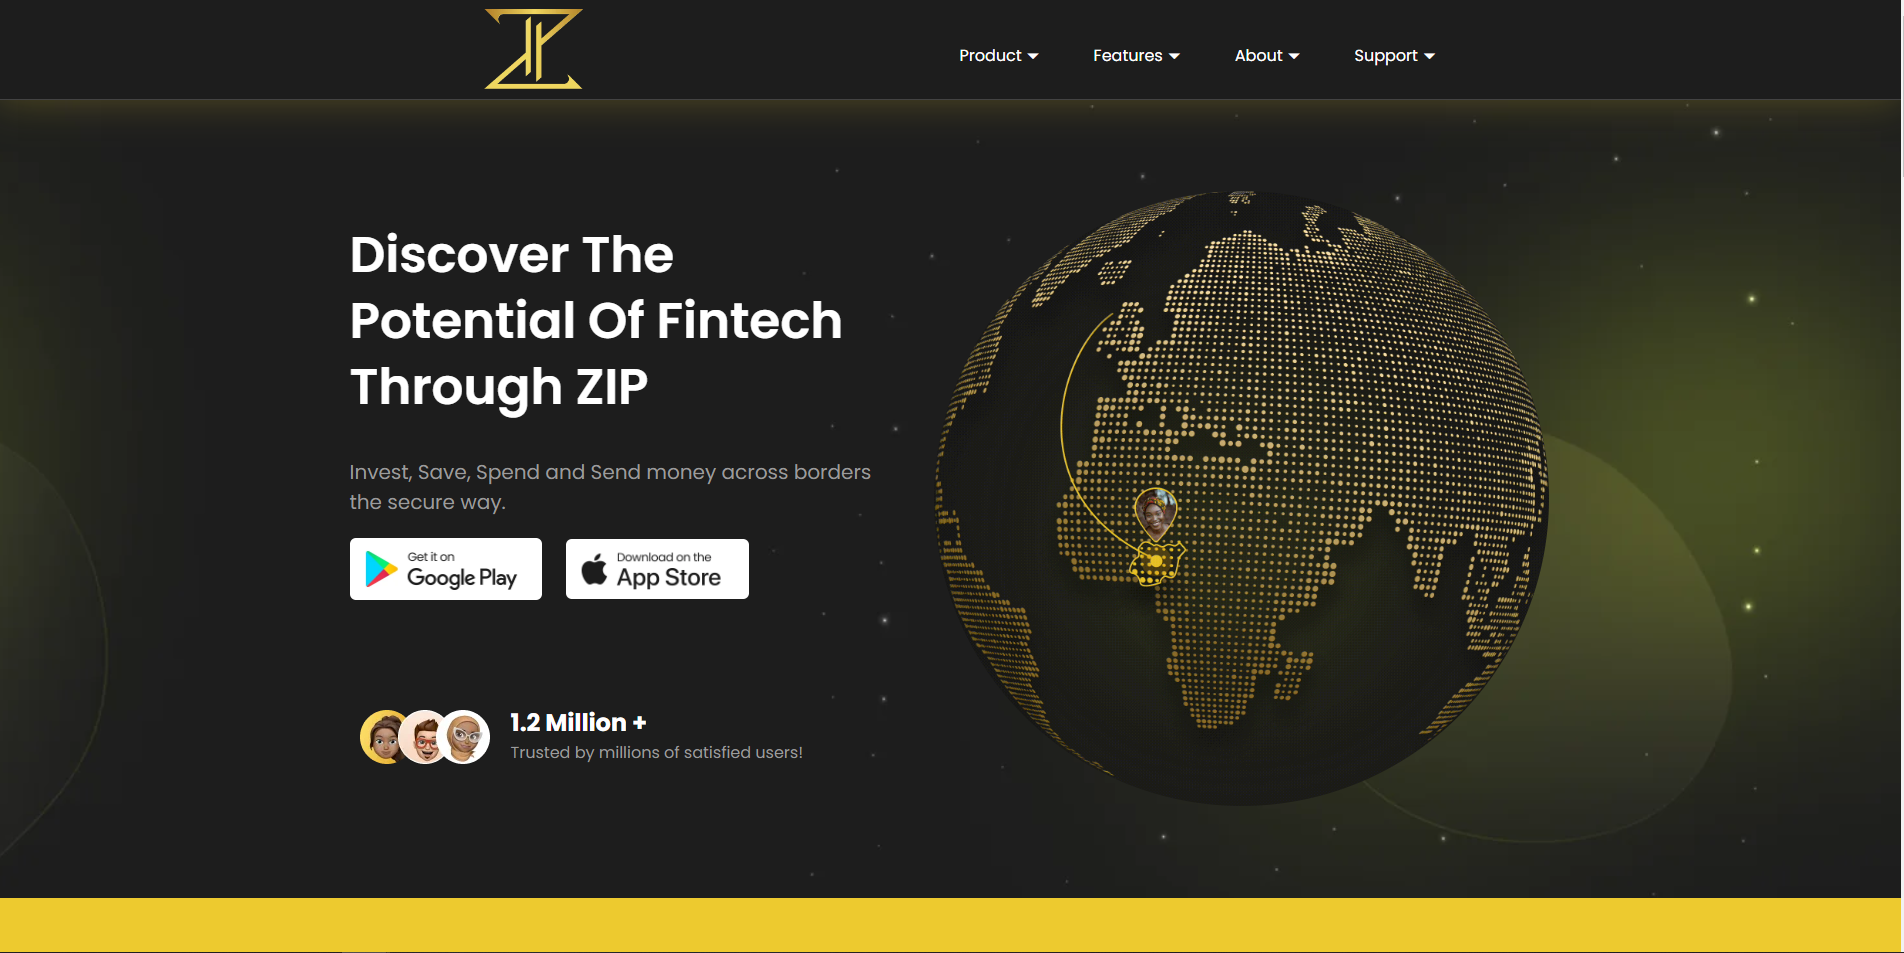 Product
Features
About
Support
Discover The
Potential Of Fintech
Through ZIP
Invest, Save, Spend and Send money across borders
the secure way.
Get it on
Google Play
Download on the
App Store
1.2 Million +
Trusted by millions of satisfied users!